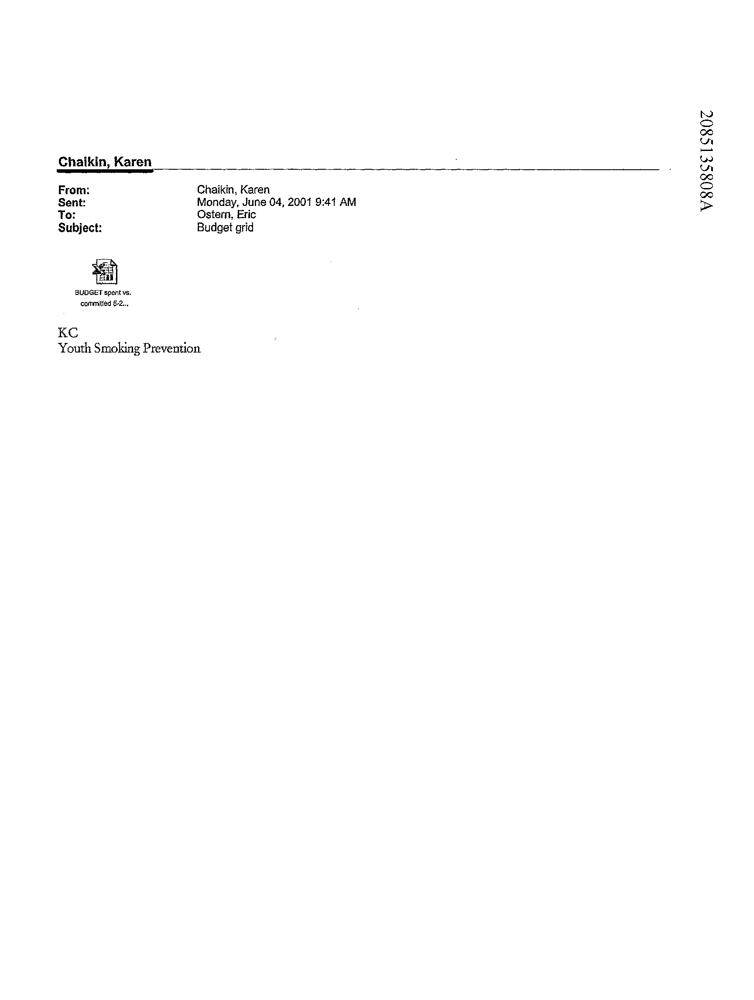 Chaikin, Karen
From: Chaikin, Karen
Sent: Monday, June 04, 2001 9:41 AM
To: Ostern, Eric
Subject: Budget grid
BUDGET spent vs.
committed 5-2...
KC
Youth Smoking Prevention
2085135808A